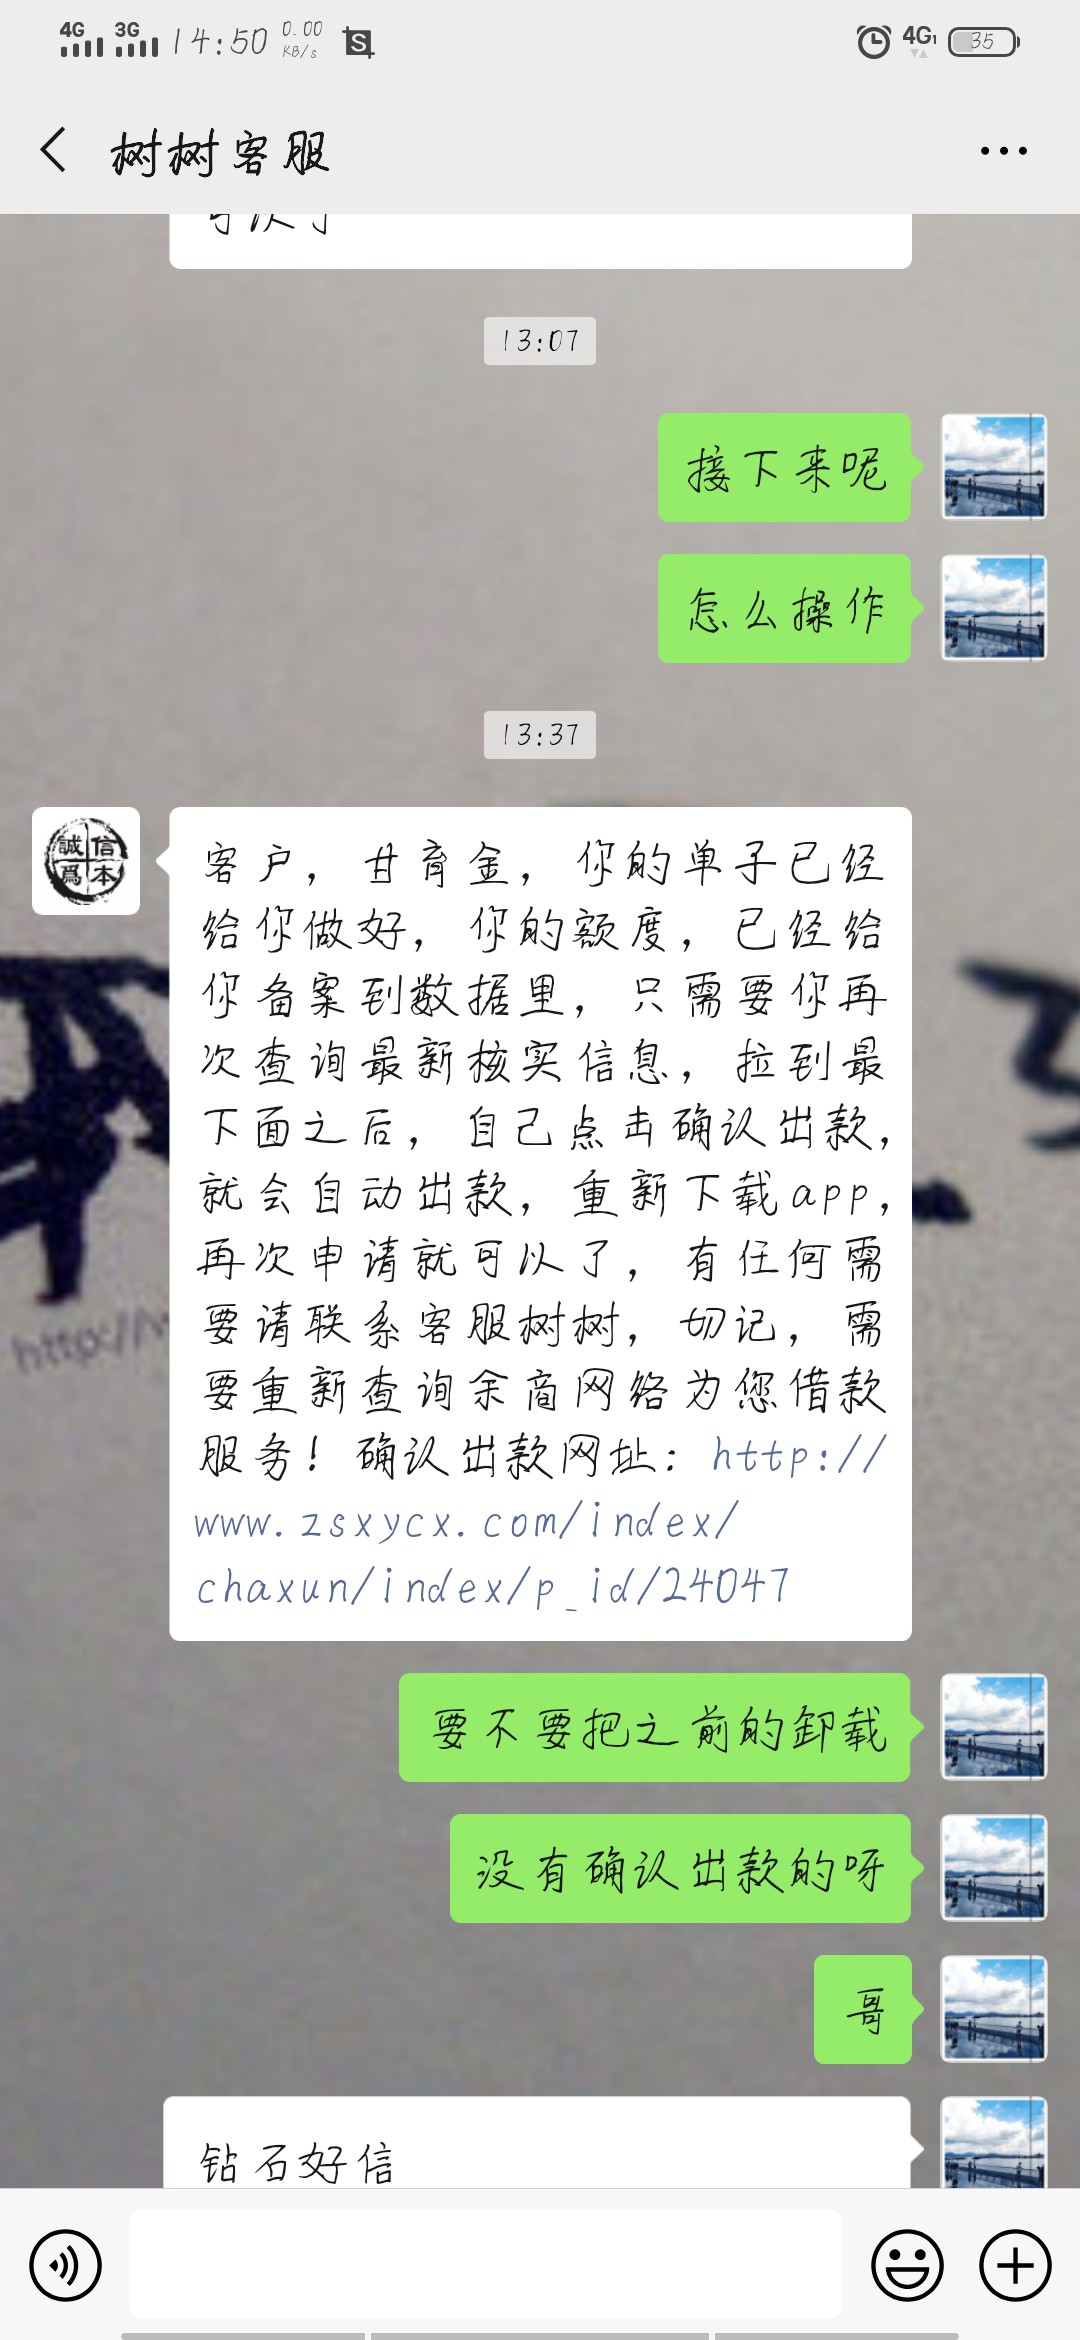 4G 3G 14:50 0.00 KB/s S 4G1 35
树树客服
13:07
接下来呢
怎么操作
13:37
誠信
爲本
客户，甘育金，你的单子已经
给你做好，你的额度，已经给
你备案到数据里，只需要你再
次查询最新核实信息，拉到最
下面之后，自己点击确认出款，
就会自动出款，重新下载app，
再次申请就可以了，有任何需
要请联系客服树树，切记，需
要重新查询余商网络为您借款
服务！确认出款网址：http://
www.zsxycx.com/index/
chaxun/index/p_id/24047
http://
要不要把之前的卸载
没有确认出款的呀
哥
钻石好信